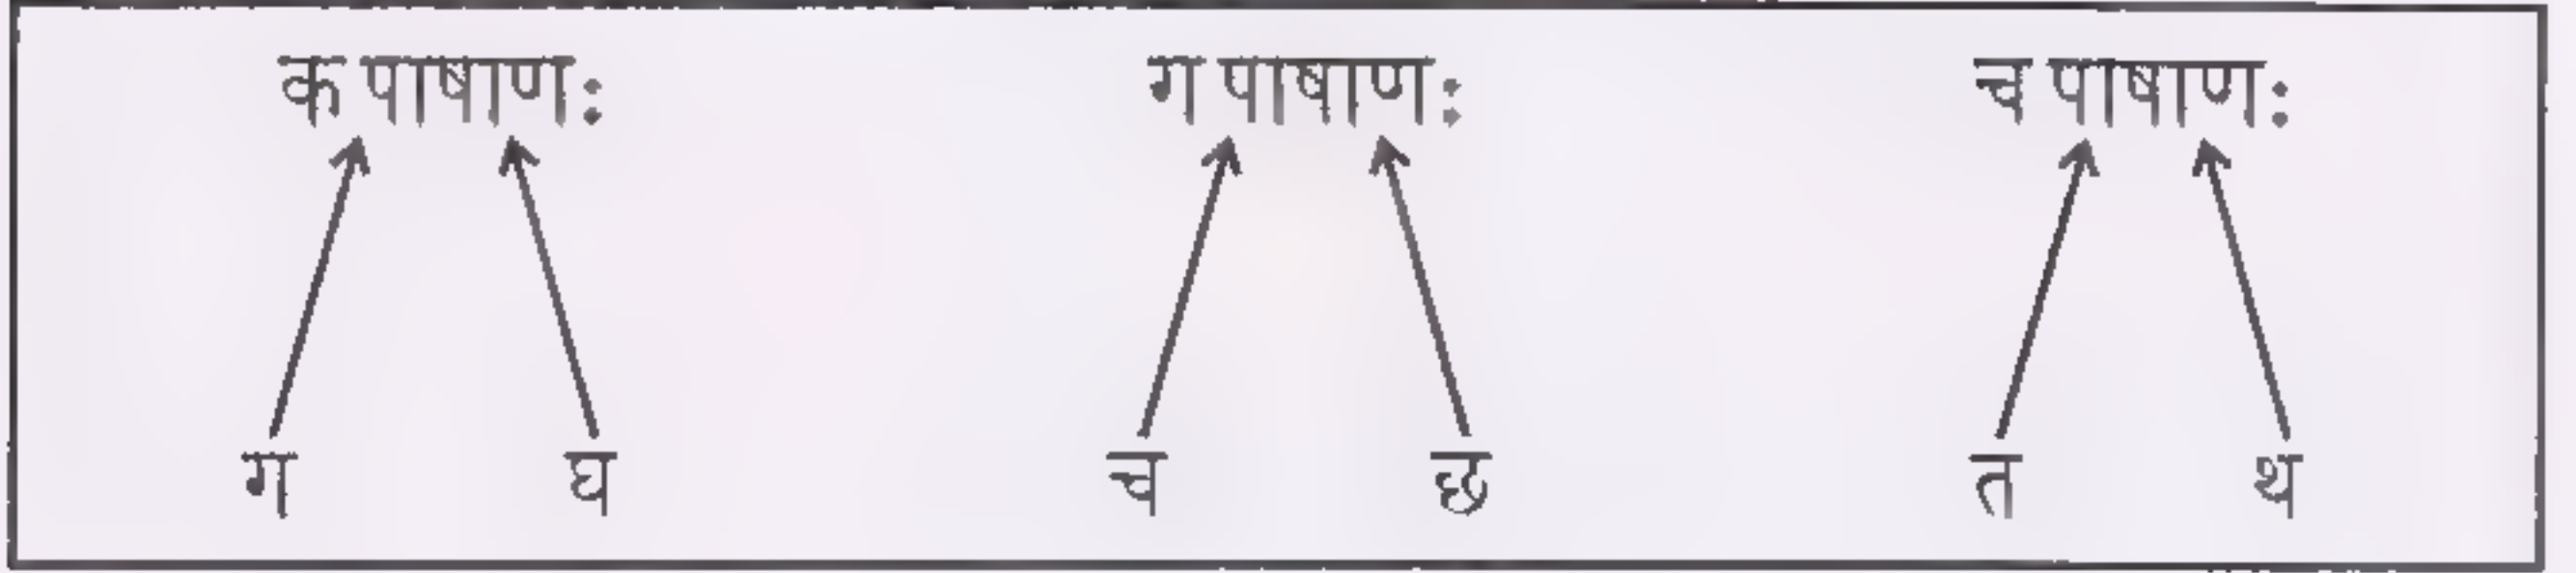 क पाषाणः ग पाषाणः च पाषाणः
ग घ च छ त थ